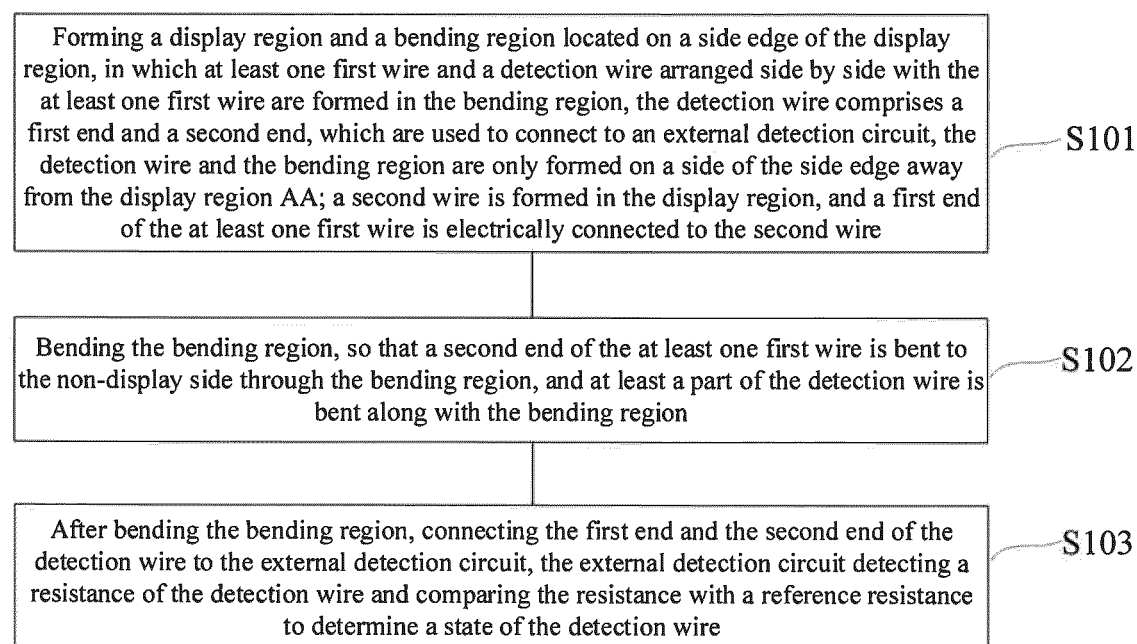 Forming a display region and a bending region located on a side edge of the display
region, in which at least one first wire and a detection wire arranged side by side with the
at least one first wire are formed in the bending region, the detection wire comprises a
first end and a second end, which are used to connect to an external detection circuit, the
detection wire and the bending region are only formed on a side of the side edge away
from the display region AA; a second wire is formed in the display region, and a first end
of the at least one first wire is electrically connected to the second wire
S101
Bending the bending region, so that a second end of the at least one first wire is bent to
the non-display side through the bending region, and at least a part of the detection wire is
bent along with the bending region
S102
After bending the bending region, connecting the first end and the second end of the
detection wire to the external detection circuit, the external detection circuit detecting a
resistance of the detection wire and comparing the resistance with a reference resistance
to determine a state of the detection wire
S103